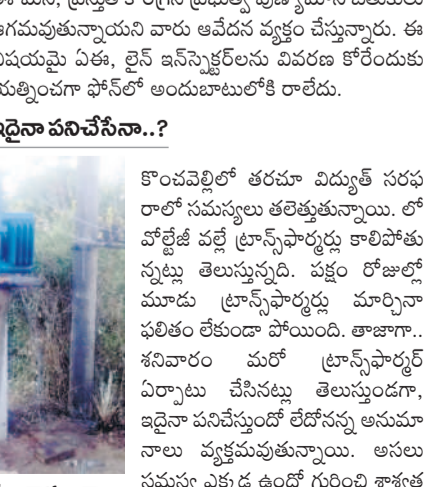 ఆగమవుతున్నాయని వారు ఆవేదన వ్యక్తం చేస్తున్నారు. ఈ
విషయమై ఏఈ, లైన్ ఇన్‌స్పెక్టర్‌లను వివరణ కోరేందుకు
యత్నించగా ఫోన్‌లో అందుబాటులోకి రాలేదు.
ఇదైనా పనిచేసేనా..?
కొంచవెల్లిలో తరచూ విద్యుత్ సరఫ
రాలో సమస్యలు తలెత్తుతున్నాయి. లో
వోల్టేజీ వల్లే ట్రాన్స్‌ఫార్మర్లు కాలిపోతు
న్నట్లు తెలుస్తున్నది. పక్షం రోజుల్లో
మూడు ట్రాన్స్‌ఫార్మర్లు మార్చినా
ఫలితం లేకుండా పోయింది. తాజాగా..
శనివారం మరో ట్రాన్స్‌ఫార్మర్
ఏర్పాటు చేసినట్లు తెలుస్తుండగా,
ఇదైనా పనిచేస్తుందో లేదోనన్న అనుమా
నాలు వ్యక్తమవుతున్నాయి. అసలు
సమస్య ఎక్కడ ఉందో గుర్తించి శాశ్వత